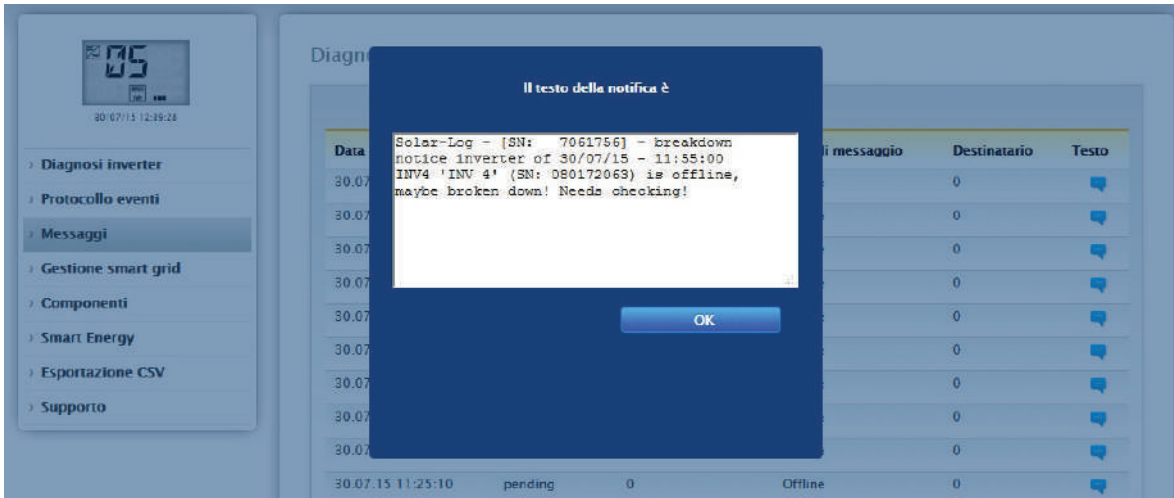 05
30/07/15 12:39:28
Diagnosi inverter
Protocollo eventi
Messaggi
Gestione smart grid
Componenti
Smart Energy
Esportazione CSV
Supporto
Diagn
Il testo della notifica è
Solar-Log - [SN: 7061756] - breakdown
notice inverter of 30/07/15 - 11:55:00
INV4 'INV 4' (SN: 080172063) is offline,
maybe broken down! Needs checking!
OK
Data di messaggio Destinatario Testo
30.07 0
30.07 0
30.07 0
30.07 0
30.07 0
30.07 0
30.07 0
30.07 0
30.07 0
30.07.15 11:25:10 pending 0 Offline 0